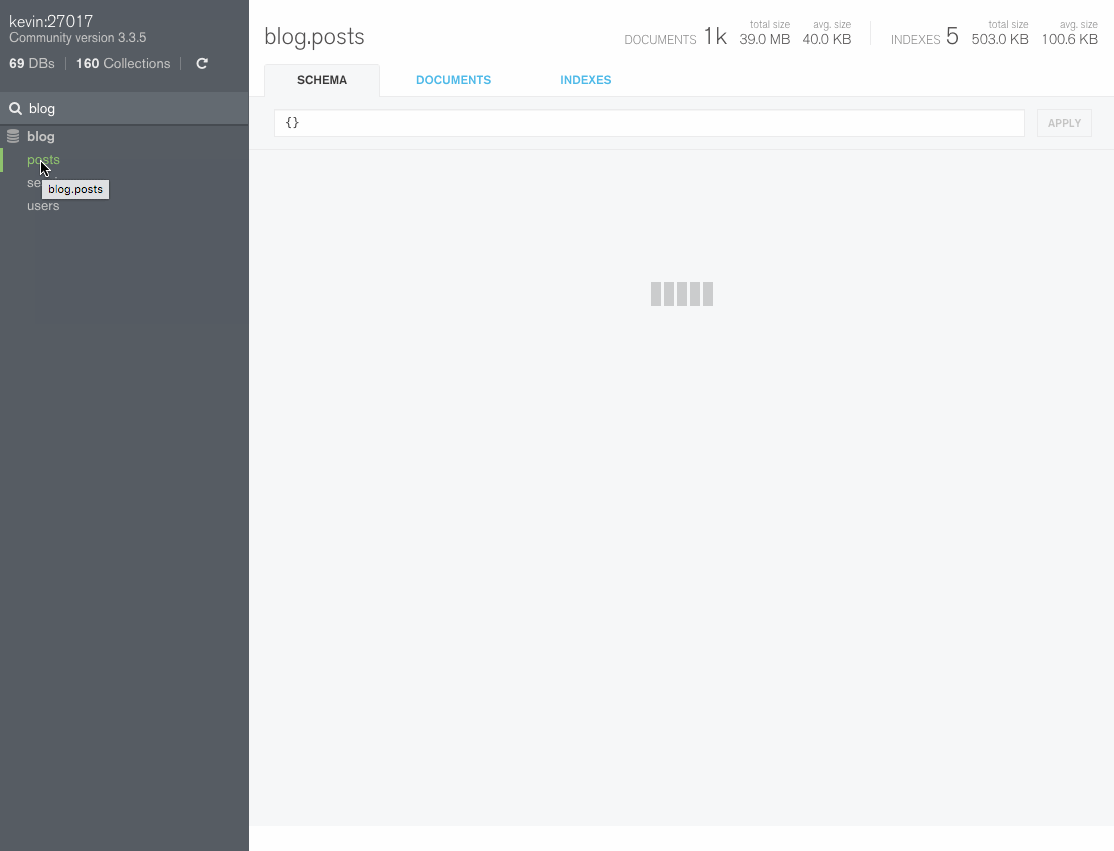 kevin:27017
Community version 3.3.5
69 DBs
160 Collections
blog
blog
posts
blog.posts
users
blog.posts
DOCUMENTS 1k
total size
39.0 MB
avg. size
40.0 KB
INDEXES 5
total size
503.0 KB
avg. size
100.6 KB
SCHEMA
DOCUMENTS
INDEXES
{}
APPLY